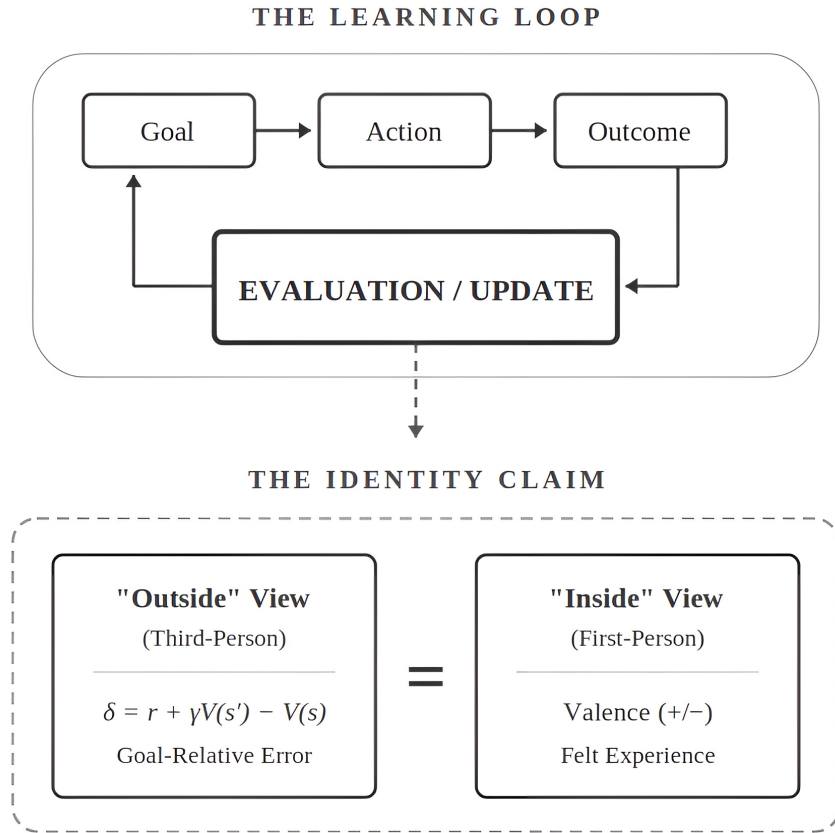 THE LEARNING LOOP
Goal
Action
Outcome
EVALUATION / UPDATE
THE IDENTITY CLAIM
"Outside" View
(Third-Person)
δ = r + γV(s′) − V(s)
Goal-Relative Error
=
"Inside" View
(First-Person)
Valence (+/−)
Felt Experience